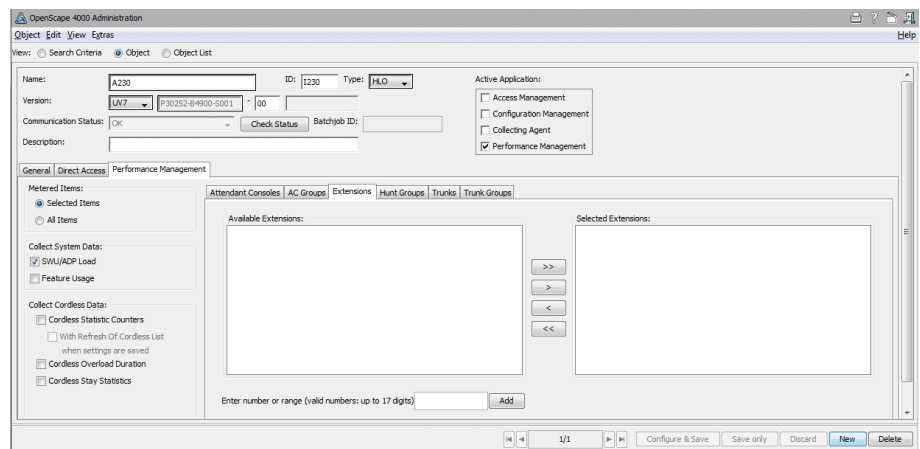 OpenScape 4000 Administration
Object Edit View Extras Help
View: Search Criteria Object Object List
Name: A230 ID: I230 Type: HLO Active Application:
Access Management
Version: UV7 P30252-B4900-S001 - 00
Configuration Management
Communication Status: OK Check Status Batchjob ID:
Collecting Agent
Description:
Performance Management
General Direct Access Performance Management
Metered Items:
Selected Items
All Items
Collect System Data:
SWU/ADP Load
Feature Usage
Collect Cordless Data:
Cordless Statistic Counters
With Refresh Of Cordless List
when settings are saved
Cordless Overload Duration
Cordless Stay Statistics
Attendant Consoles AC Groups Extensions Hunt Groups Trunks Trunk Groups
Available Extensions: Selected Extensions:
>>
>
<
<<
Enter number or range (valid numbers: up to 17 digits) Add
1/1 Configure & Save Save only Discard New Delete